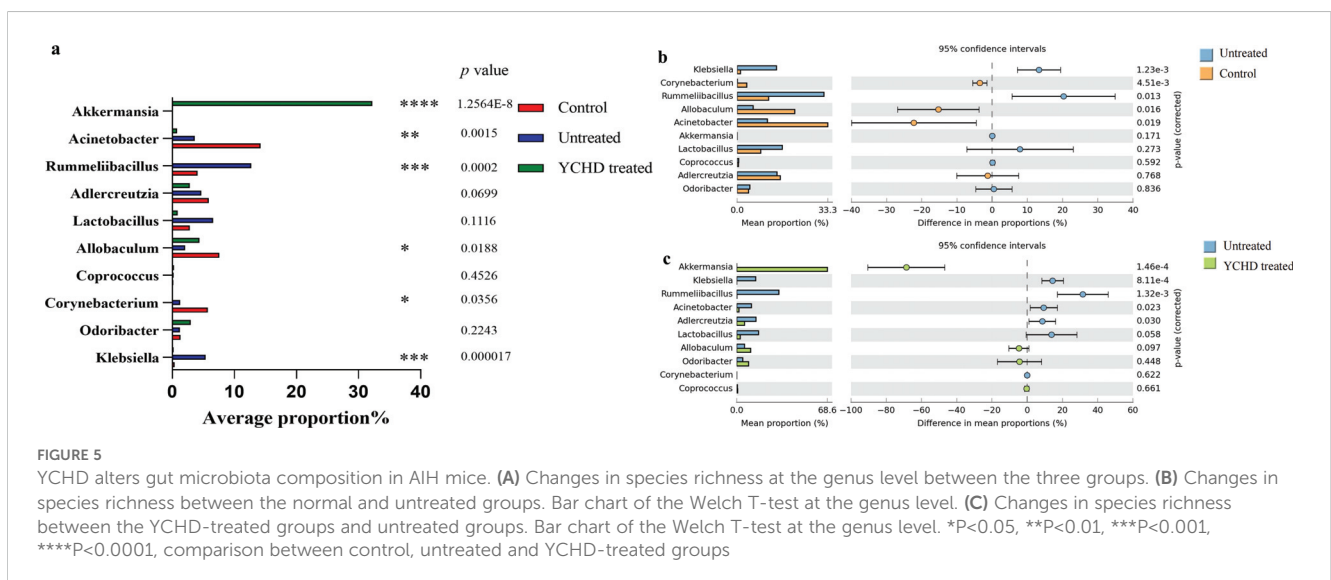 a
p value
Akkermansia
****
1.2564E-8
Control
Acinetobacter
**
0.0015
Untreated
Rummeliibacillus
***
0.0002
YCHD treated
Adlercreutzia
0.0699
Lactobacillus
0.1116
Allobaculum
*
0.0188
Coprococcus
0.4526
Corynebacterium
*
0.0356
Odoribacter
0.2243
Klebsiella
***
0.000017
0 10 20 30 40
Average proportion%
b
95% confidence intervals
Untreated
Control
Klebsiella
1.23e-3
Corynebacterium
4.51e-3
Rummeliibacillus
0.013
Allobaculum
0.016
Acinetobacter
0.019
Akkermansia
0.171
Lactobacillus
0.273
Coprococcus
0.592
Adlercreutzia
0.768
Odoribacter
0.836
p-value (corrected)
0.0 33.3
−40 −30 −20 −10 0 10 20 30 40
Mean proportion (%)
Difference in mean proportions (%)
c
95% confidence intervals
Untreated
YCHD treated
Akkermansia
1.46e-4
Klebsiella
8.11e-4
Rummeliibacillus
1.32e-3
Acinetobacter
0.023
Adlercreutzia
0.030
Lactobacillus
0.058
Allobaculum
0.097
Odoribacter
0.448
Corynebacterium
0.622
Coprococcus
0.661
p-value (corrected)
0.0 68.6
−100 −80 −60 −40 −20 0 20 40 60
Mean proportion (%)
Difference in mean proportions (%)
FIGURE 5
YCHD alters gut microbiota composition in AIH mice. (A) Changes in species richness at the genus level between the three groups. (B) Changes in
species richness between the normal and untreated groups. Bar chart of the Welch T-test at the genus level. (C) Changes in species richness
between the YCHD-treated groups and untreated groups. Bar chart of the Welch T-test at the genus level. *P<0.05, **P<0.01, ***P<0.001,
****P<0.0001, comparison between control, untreated and YCHD-treated groups